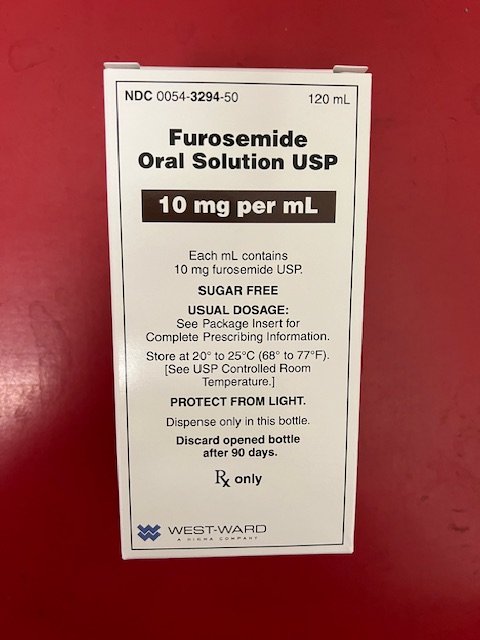 NDC 0054-3294-50 120 mL
Furosemide
Oral Solution USP
10 mg per mL
Each mL contains
10 mg furosemide USP.
SUGAR FREE
USUAL DOSAGE:
See Package Insert for
Complete Prescribing Information.
Store at 20° to 25°C (68° to 77°F).
[See USP Controlled Room
Temperature.]
PROTECT FROM LIGHT.
Dispense only in this bottle.
Discard opened bottle
after 90 days.
℞ only
WEST-WARD
A HIKMA COMPANY